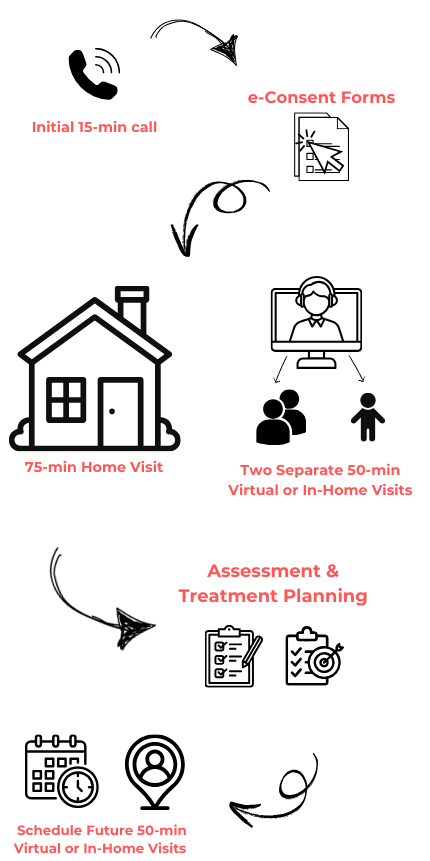 Initial 15-min call
e-Consent Forms
75-min Home Visit
Two Separate 50-min
Virtual or In-Home Visits
Assessment &
Treatment Planning
Schedule Future 50-min
Virtual or In-Home Visits